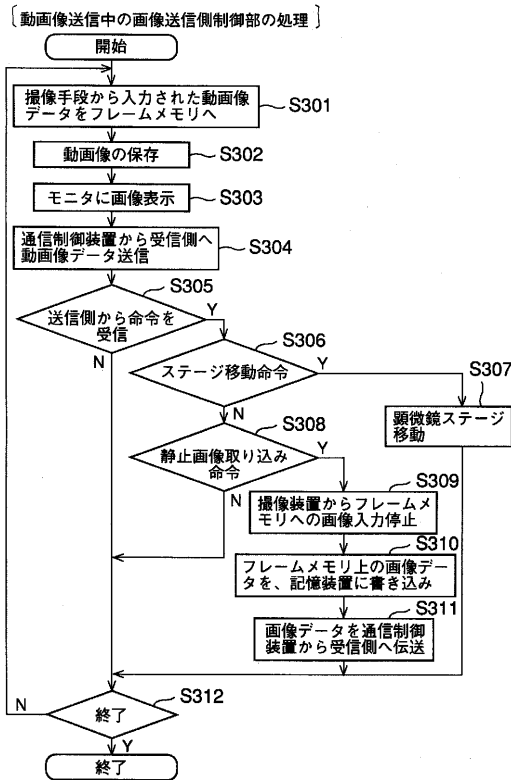 〔動画像送信中の画像送信側制御部の処理〕
開始
撮像手段から入力された動画像
データをフレームメモリへ
S301
動画像の保存
S302
モニタに画像表示
S303
通信制御装置から受信側へ
動画像データ送信
S304
S305
送信側から命令を
受信
Y
N
S306
ステージ移動命令
Y
N
S307
顕微鏡ステージ
移動
S308
静止画像取り込み
命令
Y
N
S309
撮像装置からフレームメ
モリへの画像入力停止
S310
フレームメモリ上の画像デー
タを、記憶装置に書き込み
S311
画像データを通信制御
装置から受信側へ伝送
S312
終了
N
Y
終了